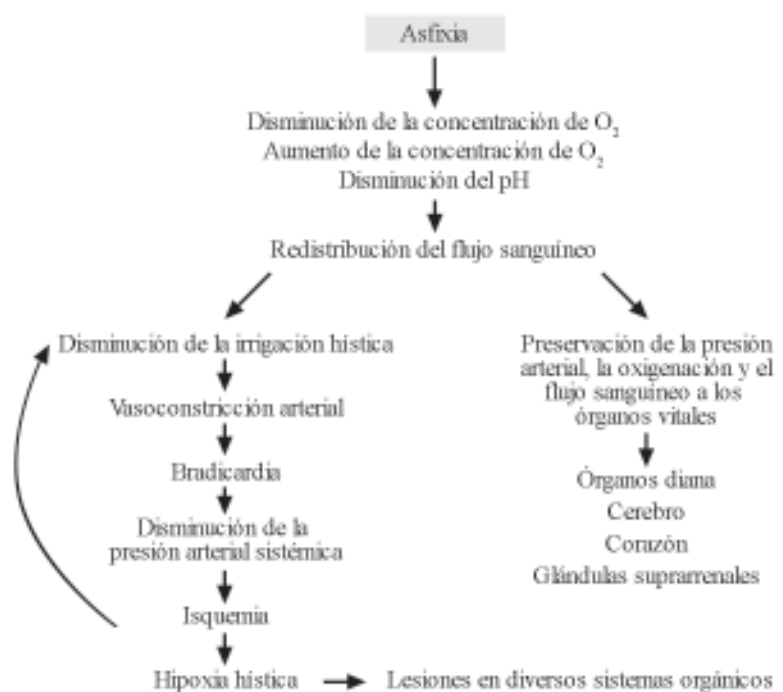 Asfixia
Disminución de la concentración de O₂
Aumento de la concentración de O₂
Disminución del pH
Redistribución del flujo sanguíneo
Disminución de la irrigación hística
Vasoconstricción arterial
Bradicardia
Disminución de la
presión arterial sistémica
Isquemia
Hipoxia hística
Lesiones en diversos sistemas orgánicos
Preservación de la presión
arterial, la oxigenación y el
flujo sanguíneo a los
órganos vitales
Órganos diana
Cerebro
Corazón
Glándulas suprarrenales